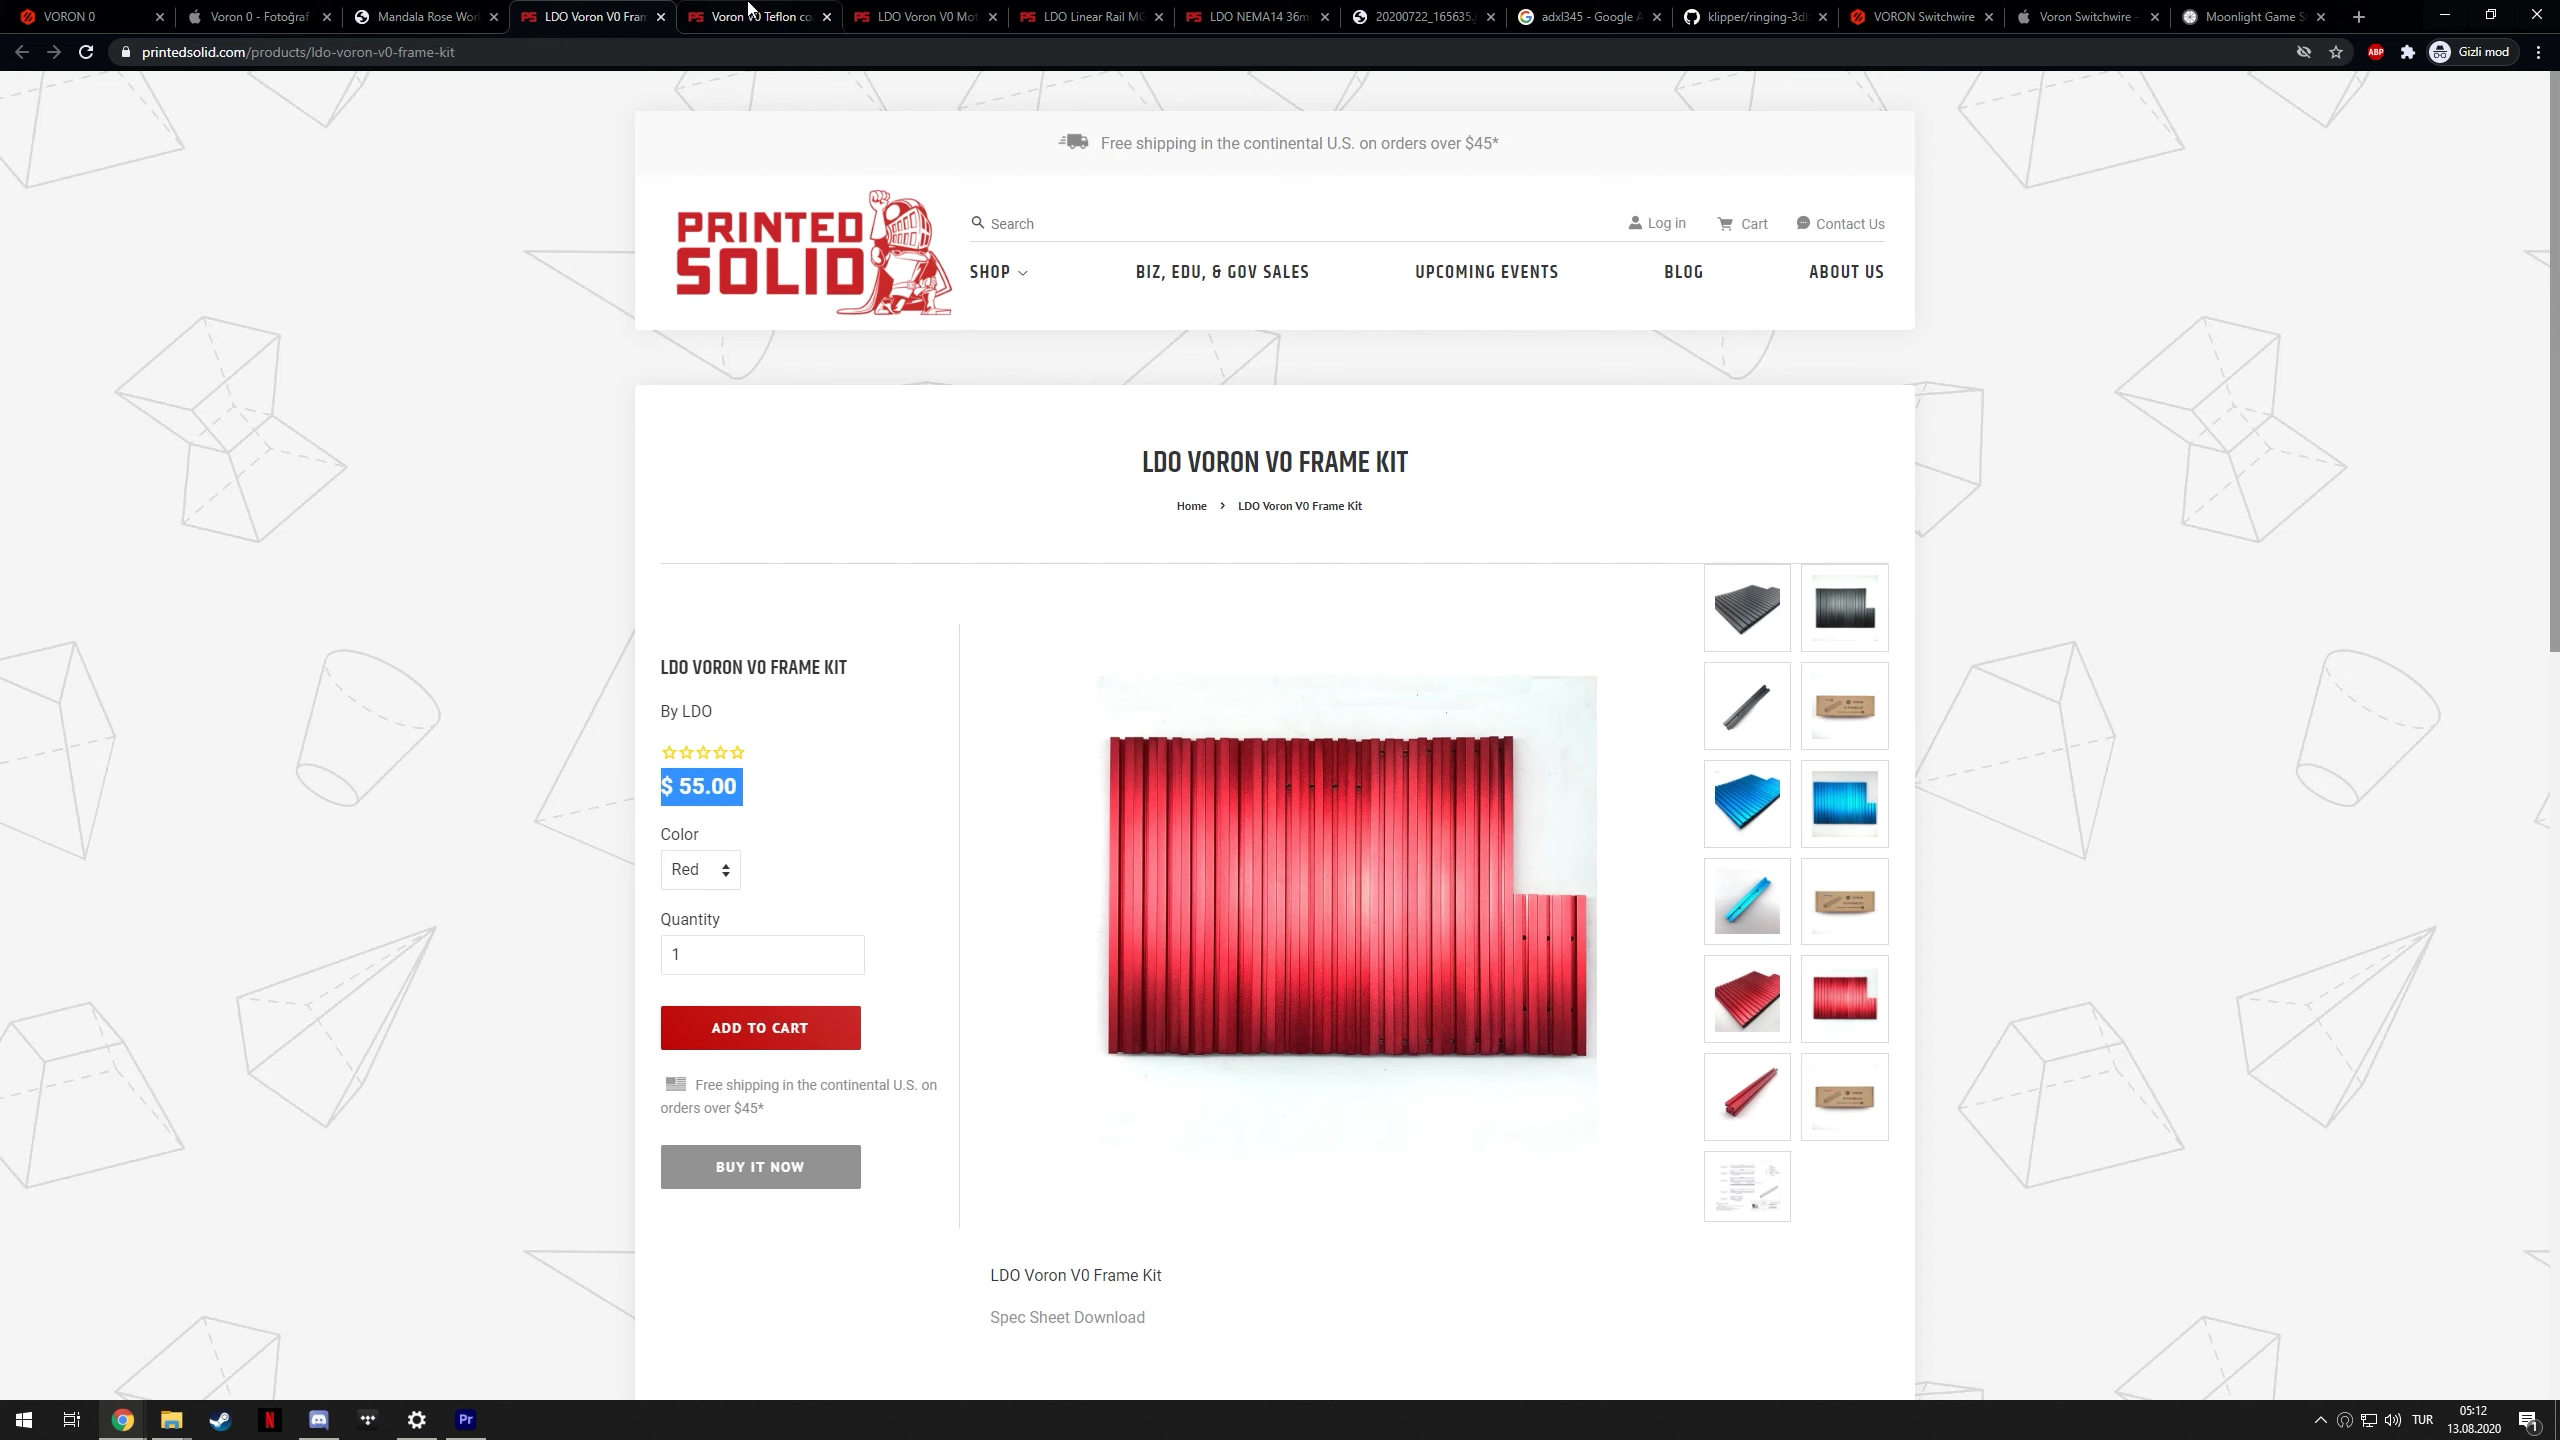 VORON 0
Voron 0 - Fotoğraf
Mandala Rose Wor
LDO Voron V0 Fram
Voron V0 Teflon co
LDO Voron V0 Mot
LDO Linear Rail MG
LDO NEMA14 36m
20200722_165635.j
adxl345 - Google A
klipper/ringing-3d
VORON Switchwire
Voron Switchwire -
Moonlight Game S
printedsolid.com/products/ldo-voron-v0-frame-kit
ABP
Gizli mod
Free shipping in the continental U.S. on orders over $45*
PRINTED
SOLID
Search
Log in
Cart
Contact Us
SHOP
BIZ, EDU, & GOV SALES
UPCOMING EVENTS
BLOG
ABOUT US
LDO VORON V0 FRAME KIT
Home > LDO Voron V0 Frame Kit
LDO VORON V0 FRAME KIT
By LDO
$ 55.00
Color
Red
Quantity
1
ADD TO CART
Free shipping in the continental U.S. on
orders over $45*
BUY IT NOW
LDO Voron V0 Frame Kit
Spec Sheet Download
Pr
TUR
05:12
13.08.2020
1